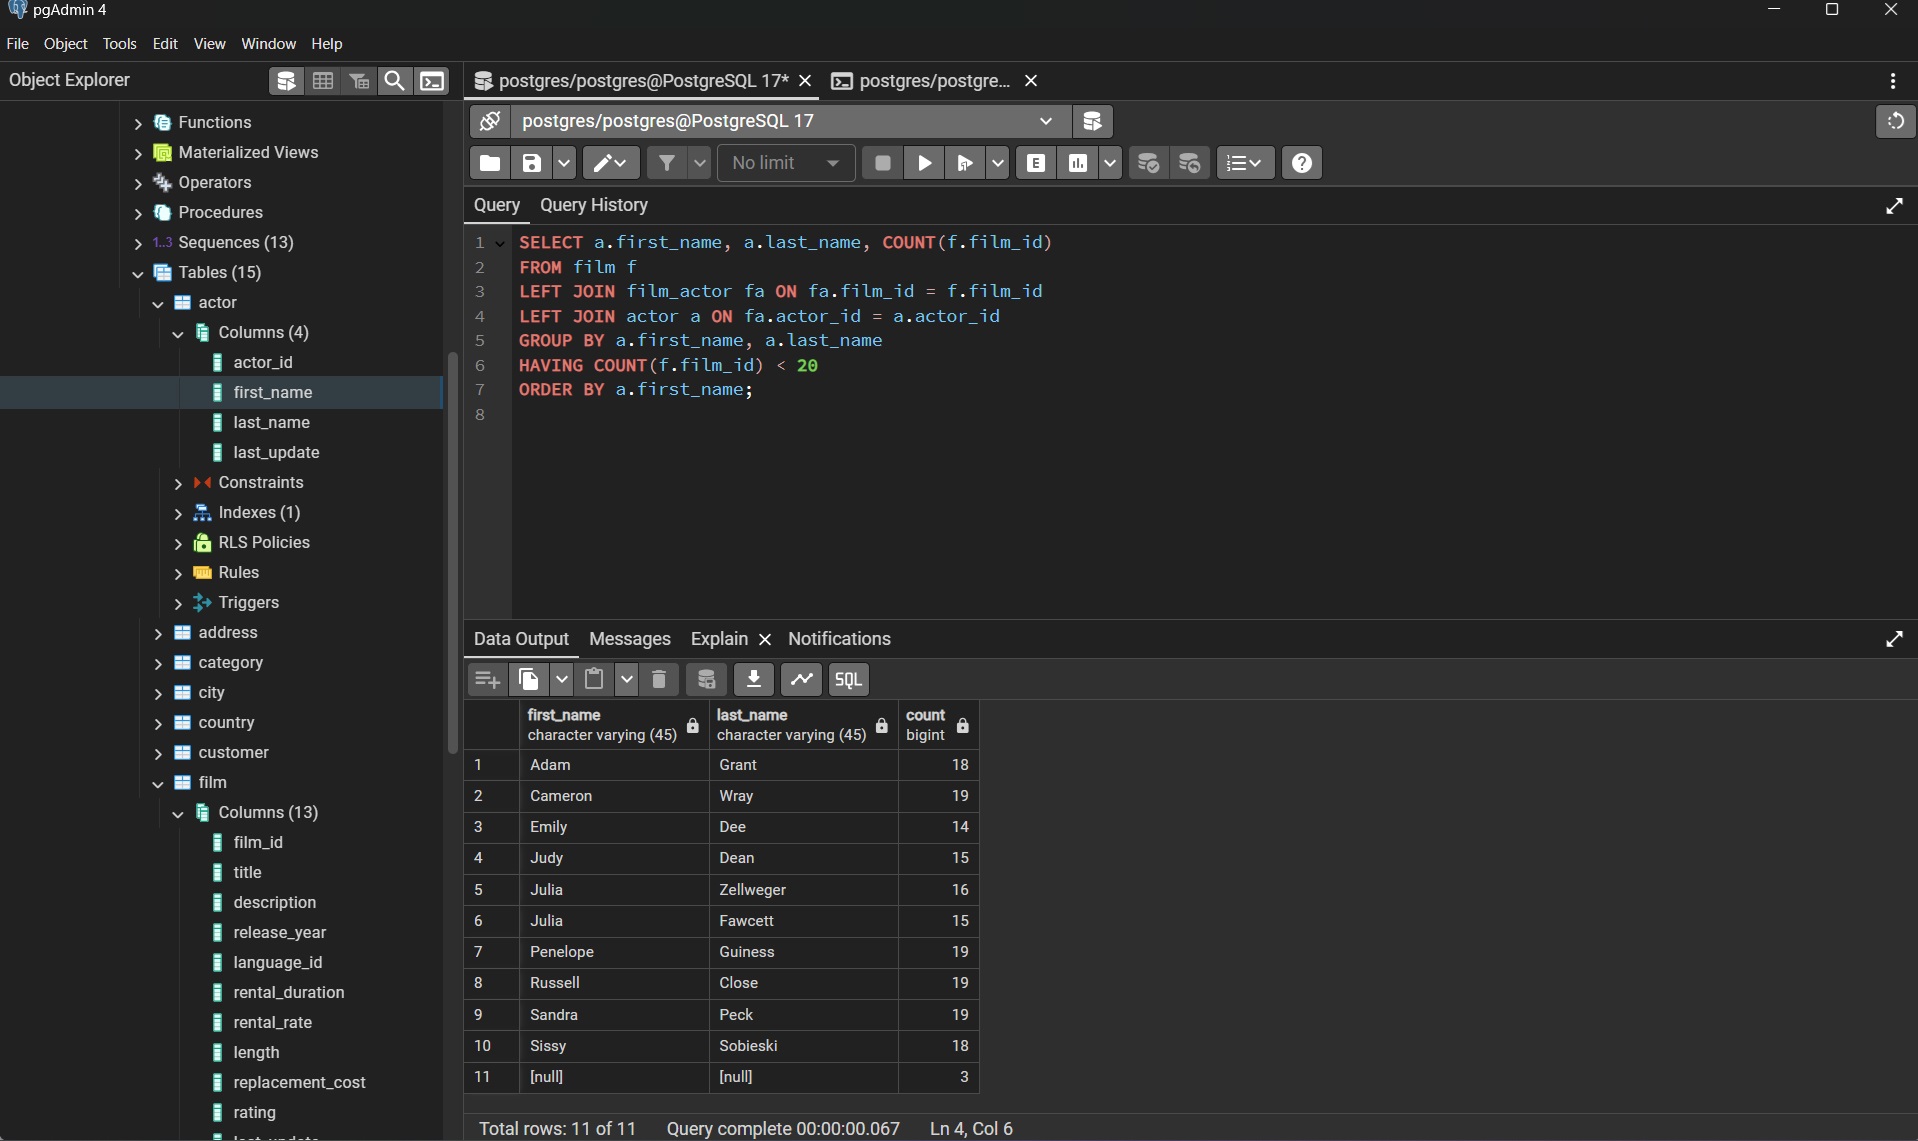 pgAdmin 4
File Object Tools Edit View Window Help
Object Explorer
postgres/postgres@PostgreSQL 17*
postgres/postgre...
Functions
Materialized Views
Operators
Procedures
1..3 Sequences (13)
Tables (15)
actor
Columns (4)
actor_id
first_name
last_name
last_update
Constraints
Indexes (1)
RLS Policies
Rules
Triggers
address
category
city
country
customer
film
Columns (13)
film_id
title
description
release_year
language_id
rental_duration
rental_rate
length
replacement_cost
rating
postgres/postgres@PostgreSQL 17
No limit
E
Query Query History
1 SELECT a.first_name, a.last_name, COUNT(f.film_id)
2 FROM film f
3 LEFT JOIN film_actor fa ON fa.film_id = f.film_id
4 LEFT JOIN actor a ON fa.actor_id = a.actor_id
5 GROUP BY a.first_name, a.last_name
6 HAVING COUNT(f.film_id) < 20
7 ORDER BY a.first_name;
8
Data Output Messages Explain Notifications
SQL
first_name last_name count
character varying (45) character varying (45) bigint
1 Adam Grant 18
2 Cameron Wray 19
3 Emily Dee 14
4 Judy Dean 15
5 Julia Zellweger 16
6 Julia Fawcett 15
7 Penelope Guiness 19
8 Russell Close 19
9 Sandra Peck 19
10 Sissy Sobieski 18
11 [null] [null] 3
Total rows: 11 of 11 Query complete 00:00:00.067 Ln 4, Col 6